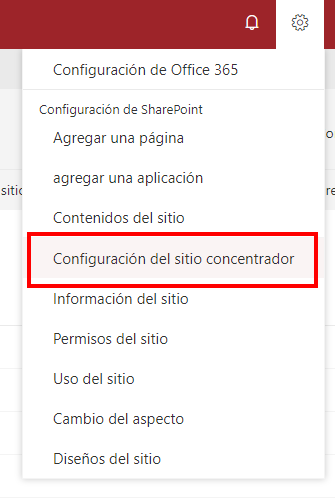 Configuración de Office 365
Configuración de SharePoint
Agregar una página
o
agregar una aplicación
sitio
re
Contenidos del sitio
Configuración del sitio concentrador
Información del sitio
Permisos del sitio
Uso del sitio
Cambio del aspecto
Diseños del sitio